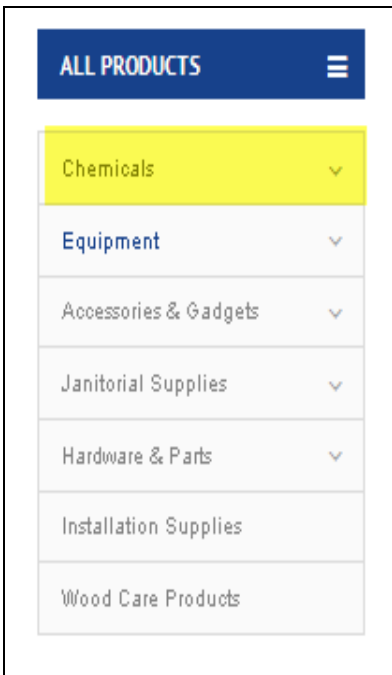 ALL PRODUCTS
Chemicals
Equipment
Accessories & Gadgets
Janitorial Supplies
Hardware & Parts
Installation Supplies
Wood Care Products